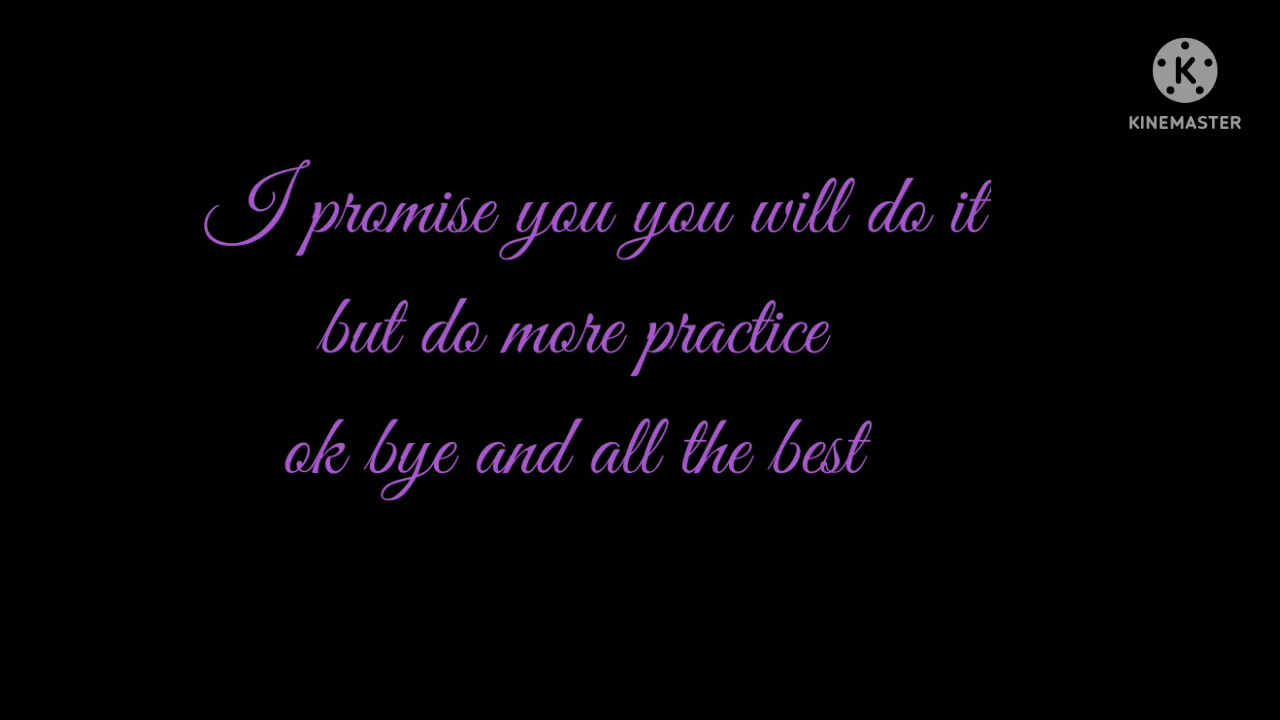 KINEMASTER
I promise you you will do it
but do more practice
ok bye and all the best